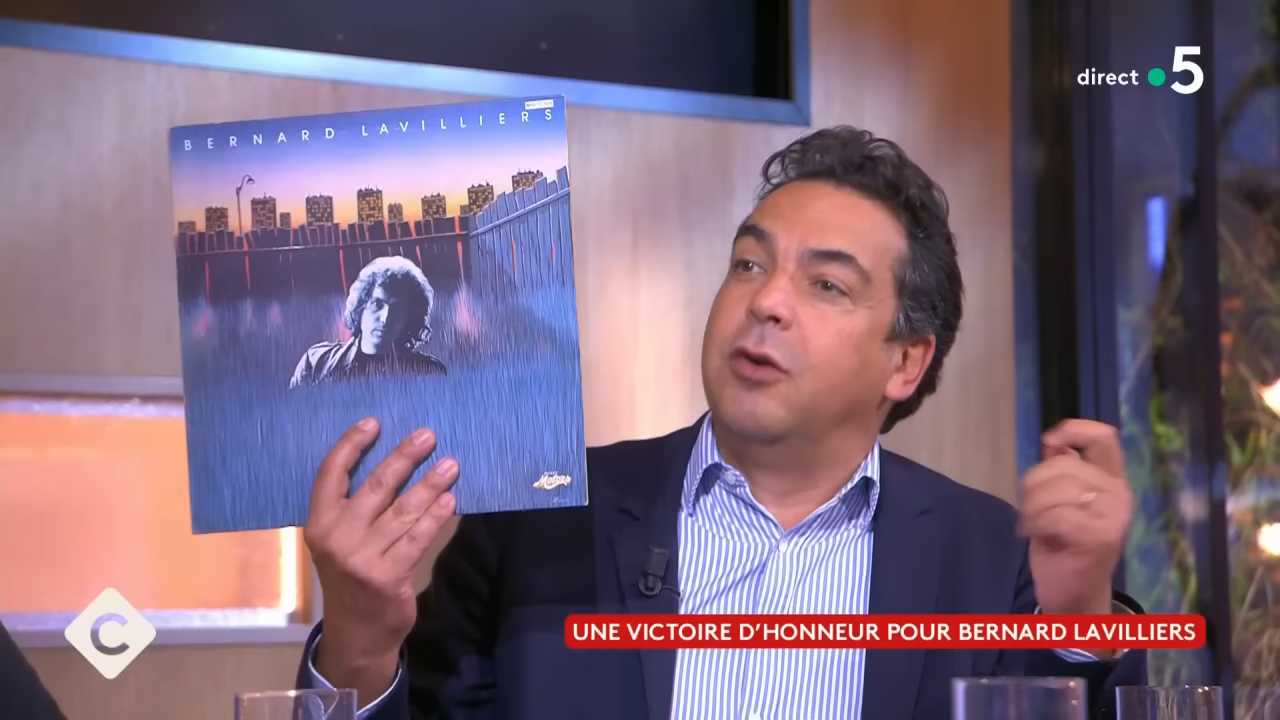 direct 5
BERNARD LAVILLIERS
C
UNE VICTOIRE D'HONNEUR POUR BERNARD LAVILLIERS